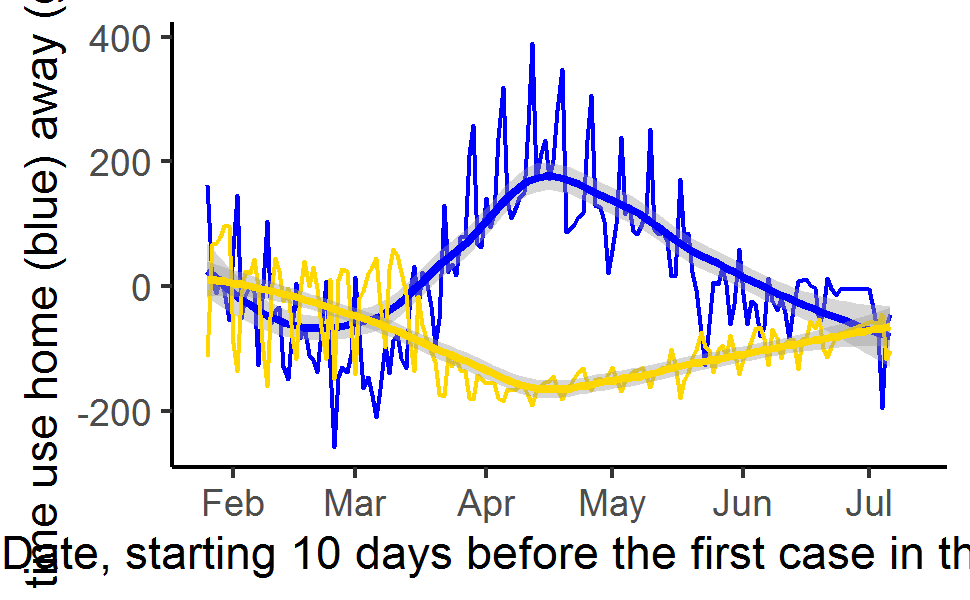 time use home (blue) away (g
400
200
0
-200
Feb Mar Apr May Jun Jul
Date, starting 10 days before the first case in th